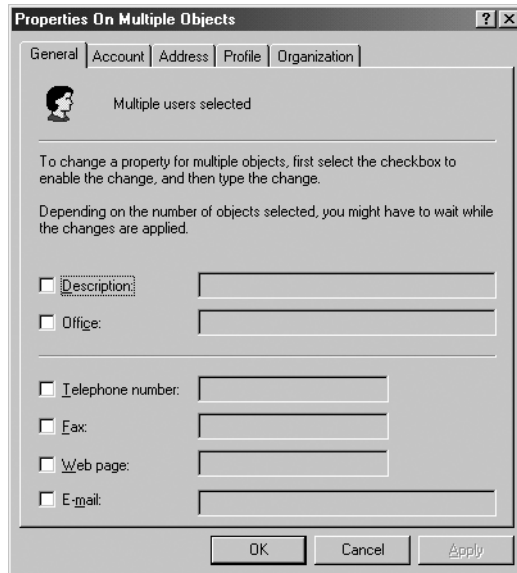 Properties On Multiple Objects
General Account Address Profile Organization
Multiple users selected
To change a property for multiple objects, first select the checkbox to
enable the change, and then type the change.
Depending on the number of objects selected, you might have to wait while
the changes are applied.
Description:
Office:
Telephone number:
Fax:
Web page:
E-mail:
OK Cancel Apply